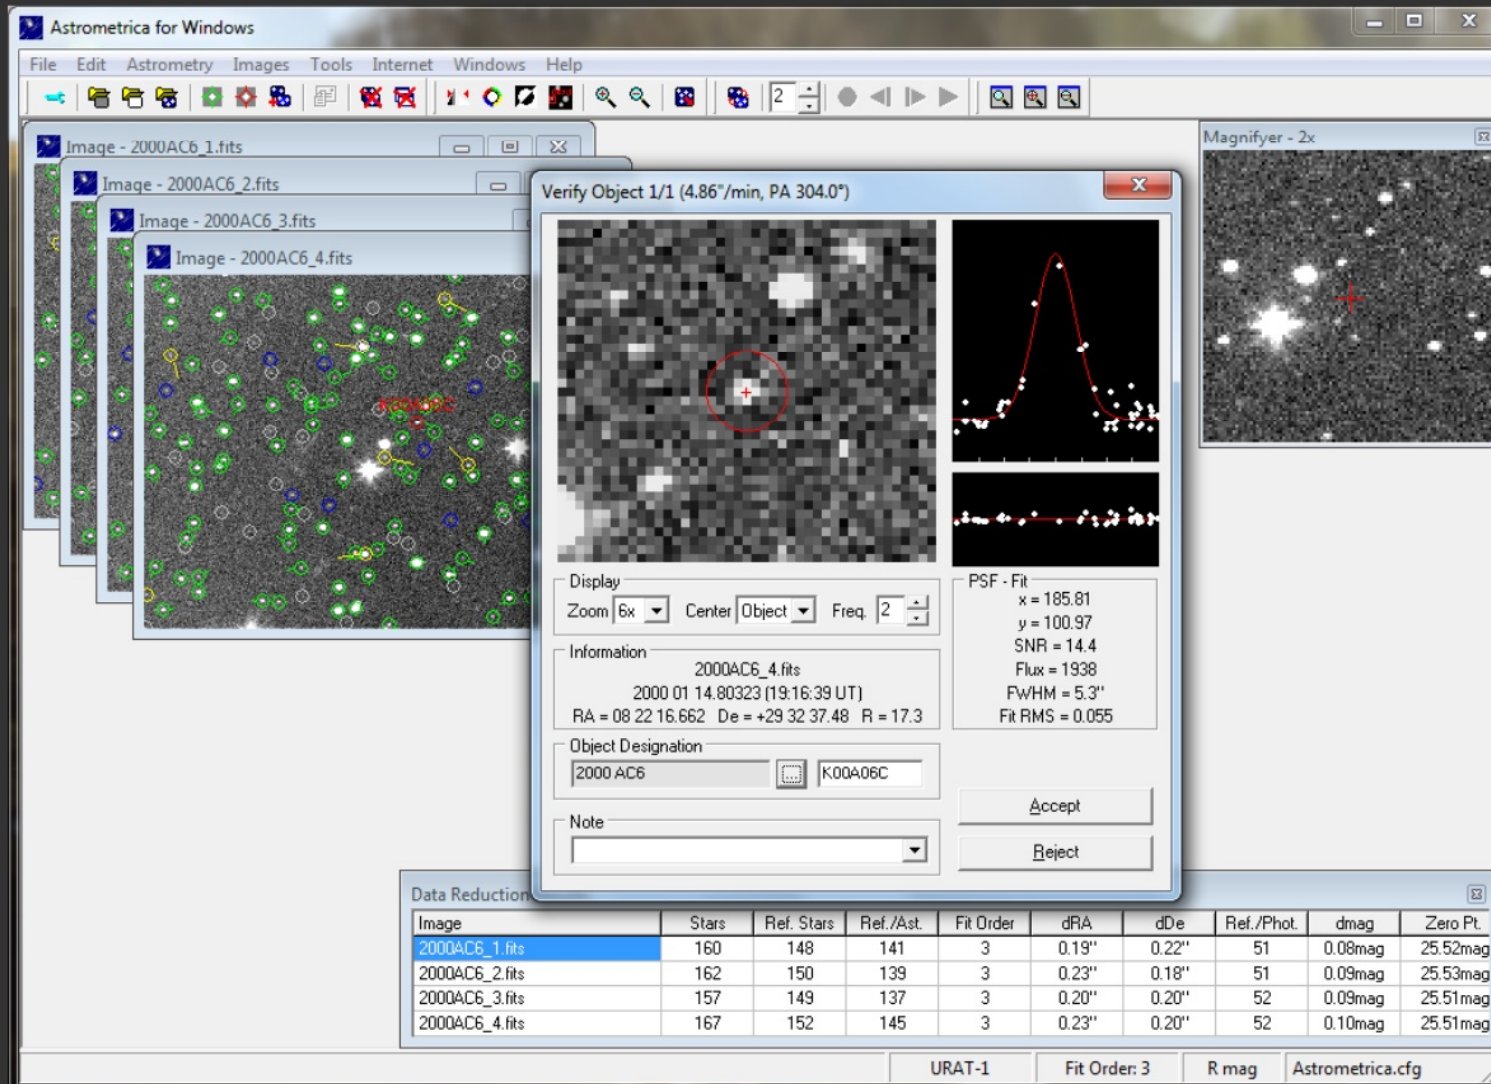 Astrometrica for Windows
File Edit Astrometry Images Tools Internet Windows Help
2
Image - 2000AC6_1.fits
Image - 2000AC6_2.fits
Image - 2000AC6_3.fits
Image - 2000AC6_4.fits
K00A06C
Magnifyer - 2x
Verify Object 1/1 (4.86"/min, PA 304.0°)
Display
Zoom 6x Center Object Freq. 2
Information
2000AC6_4.fits
2000 01 14.80323 (19:16:39 UT)
RA = 08 22 16.662 De = +29 32 37.48 R = 17.3
Object Designation
2000 AC6 ... K00A06C
Note
PSF - Fit
x = 185.81
y = 100.97
SNR = 14.4
Flux = 1938
FWHM = 5.3"
Fit RMS = 0.055
Accept
Reject
Data Reduction
Image Stars Ref. Stars Ref./Ast. Fit Order dRA dDe Ref./Phot. dmag Zero Pt.
2000AC6_1.fits 160 148 141 3 0.19" 0.22" 51 0.08mag 25.52mag
2000AC6_2.fits 162 150 139 3 0.23" 0.18" 51 0.09mag 25.53mag
2000AC6_3.fits 157 149 137 3 0.20" 0.20" 52 0.09mag 25.51mag
2000AC6_4.fits 167 152 145 3 0.23" 0.20" 52 0.10mag 25.51mag
URAT-1 Fit Order: 3 R mag Astrometrica.cfg